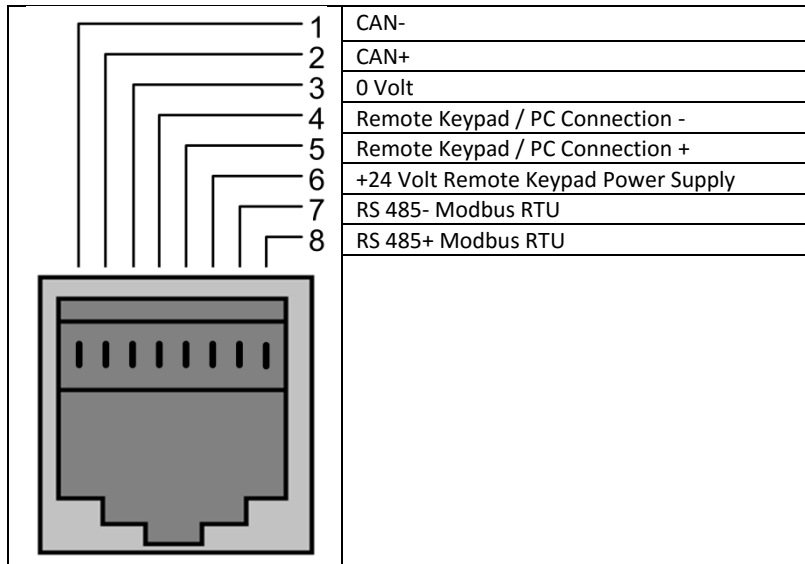 1 CAN-
2 CAN+
3 0 Volt
4 Remote Keypad / PC Connection -
5 Remote Keypad / PC Connection +
6 +24 Volt Remote Keypad Power Supply
7 RS 485- Modbus RTU
8 RS 485+ Modbus RTU